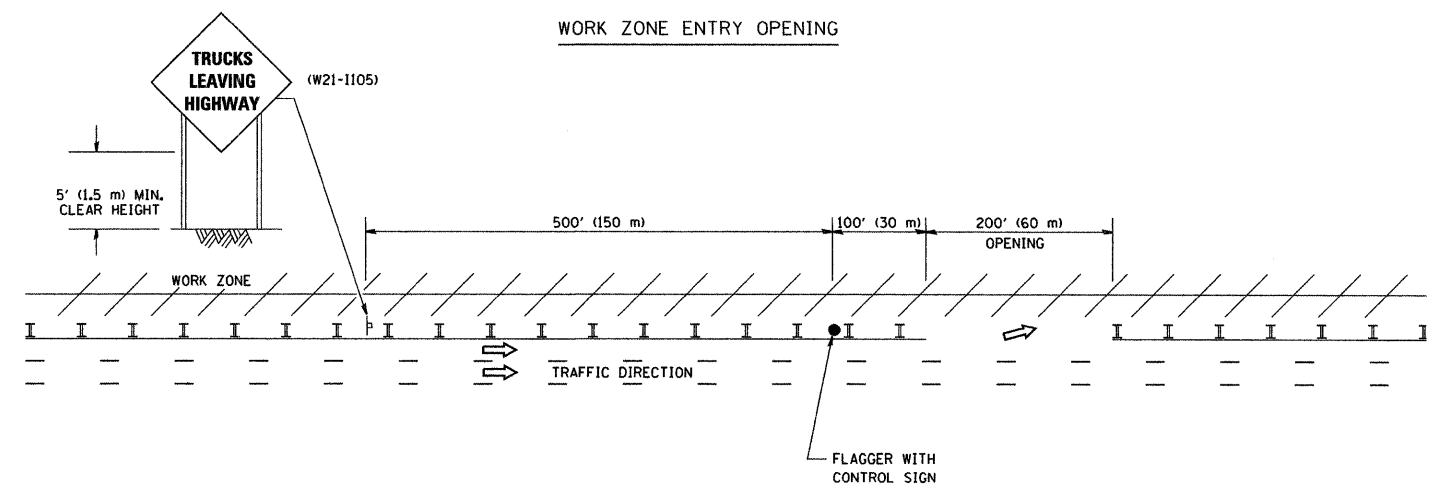 WORK ZONE ENTRY OPENING
TRUCKS
LEAVING
HIGHWAY
(W21-I105)
5' (1.5 m) MIN.
CLEAR HEIGHT
500' (150 m)
100' (30 m)
200' (60 m)
OPENING
WORK ZONE
TRAFFIC DIRECTION
FLAGGER WITH
CONTROL SIGN